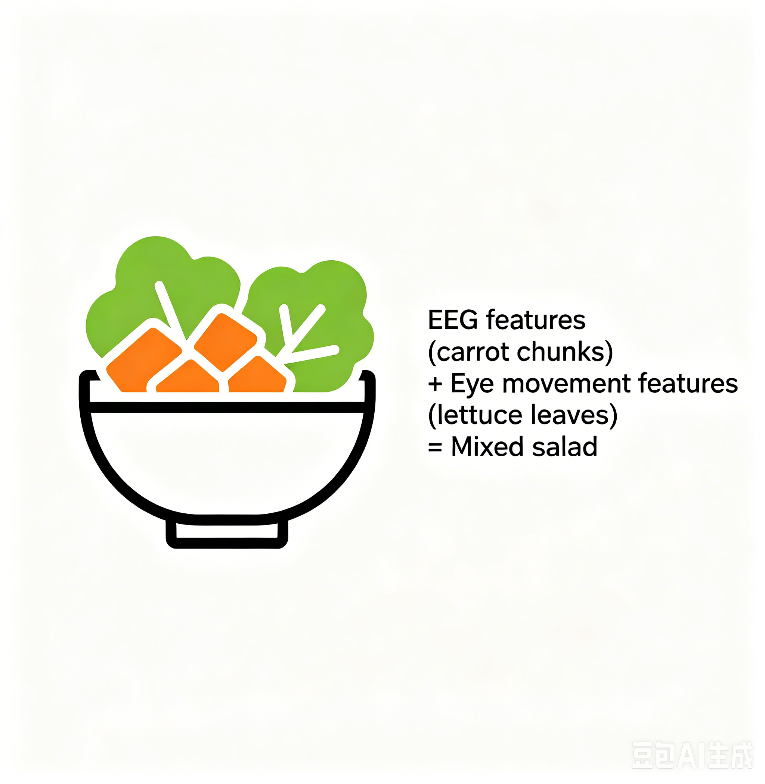 EEG features
(carrot chunks)
+ Eye movement features
(lettuce leaves)
= Mixed salad
豆包AI生成